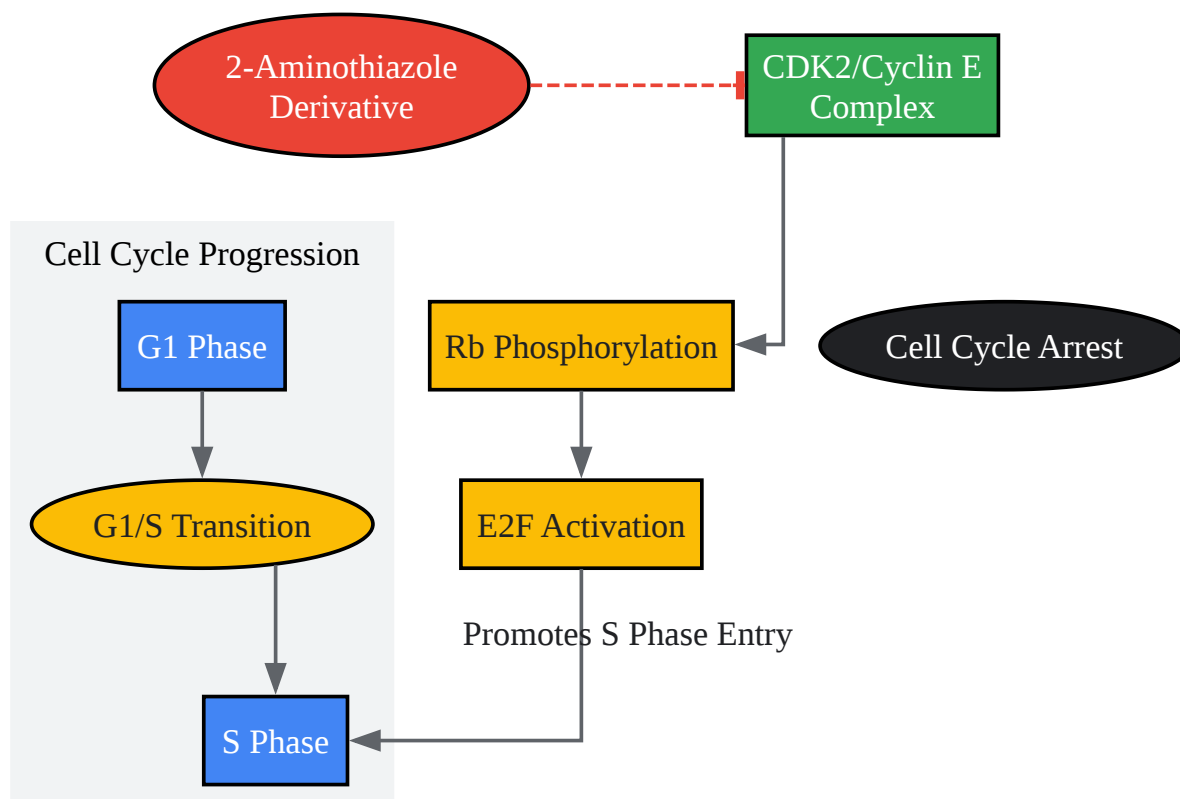 2-Aminothiazole
Derivative
CDK2/Cyclin E
Complex
Cell Cycle Progression
G1 Phase
Rb Phosphorylation
Cell Cycle Arrest
G1/S Transition
E2F Activation
Promotes S Phase Entry
S Phase